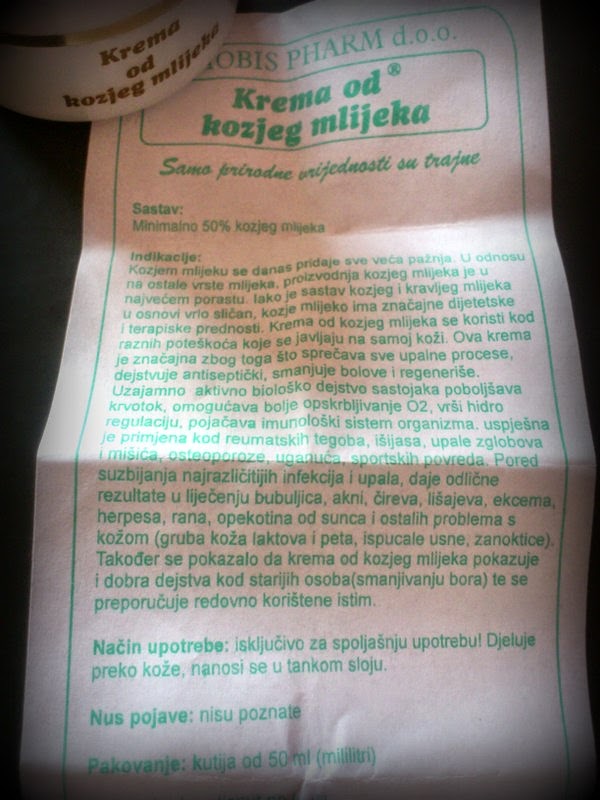 Krema
od
kozjeg mlijeka
OBIS PHARM d.o.o.
Krema od®
kozjeg mlijeka
Samo prirodne vrijednosti su trajne
Sastav:
Minimalno 50% kozjeg mlijeka
Indikacije:
Kozjem mlijeku se danas pridaje sve veća pažnja. U odnosu
na ostale vrste mlijeka, proizvodnja kozjeg mlijeka je u
najvećem porastu. Iako je sastav kozjeg i kravljeg mlijeka
u osnovi vrlo sličan, kozje mlijeko ima značajne dijetetske
i terapiske prednosti. Krema od kozjeg mlijeka se koristi kod
raznih poteškoća koje se javljaju na samoj koži. Ova krema
je značajna zbog toga što sprečava sve upalne procese,
dejstvuje antiseptički, smanjuje bolove i regeneriše.
Uzajamno aktivno biološko dejstvo sastojaka poboljšava
krvotok, omogućava bolje opskrbljivanje O2, vrši hidro
regulaciju, pojačava imunološki sistem organizma. uspješna
je primjena kod reumatskih tegoba, išijasa, upale zglobova
i mišića, osteoporoze, uganuća, sportskih povreda. Pored
suzbijanja najrazličitijih infekcija i upala, daje odlične
rezultate u liječenju bubuljica, akni, čireva, lišajeva, ekcema,
herpesa, rana, opekotina od sunca i ostalih problema s
kožom (gruba koža laktova i peta, ispucale usne, zanoktice).
Također se pokazalo da krema od kozjeg mlijeka pokazuje
i dobra dejstva kod starijih osoba(smanjivanju bora) te se
preporučuje redovno korištene istim.
Način upotrebe: isključivo za spoljašnju upotrebu! Djeluje
preko kože, nanosi se u tankom sloju.
Nus pojave: nisu poznate
Pakovanje: kutija od 50 ml (mililitri)